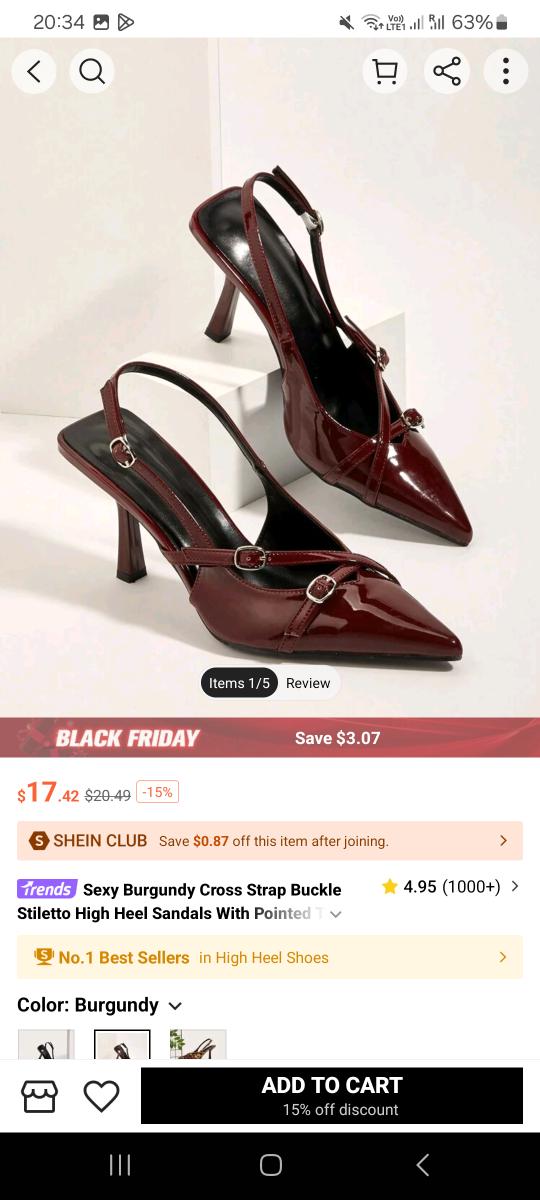 20:34
Vo)) LTE1 R 63%
Items 1/5 Review
BLACK FRIDAY Save $3.07
$17.42 $20.49 -15%
S SHEIN CLUB Save $0.87 off this item after joining.
Trends Sexy Burgundy Cross Strap Buckle 4.95 (1000+)
Stiletto High Heel Sandals With Pointed T
S No.1 Best Sellers in High Heel Shoes
Color: Burgundy
ADD TO CART
15% off discount